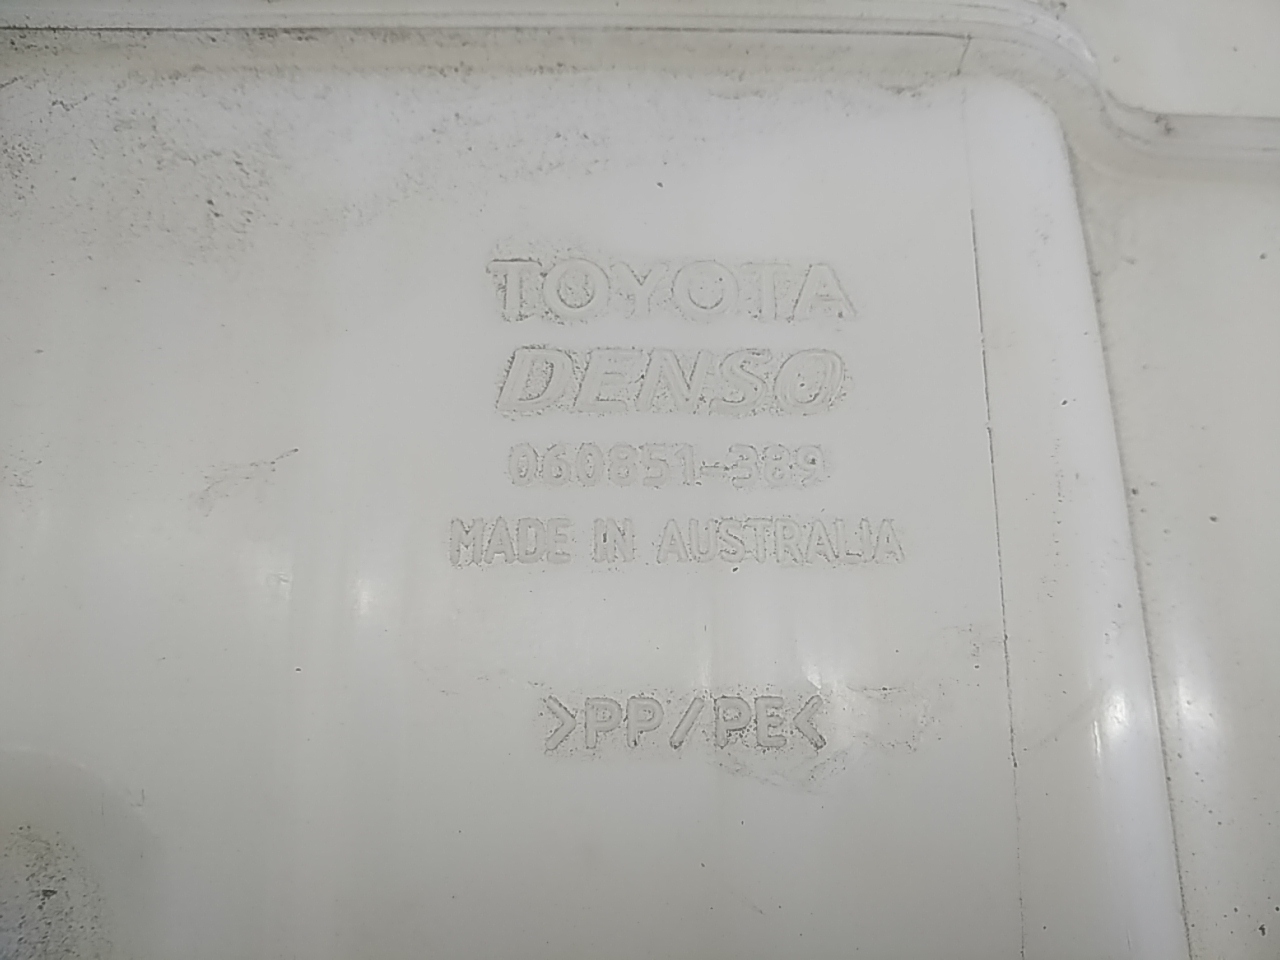 TOYOTA
DENSO
060851-389
MADE IN AUSTRALIA
>PP/PE<